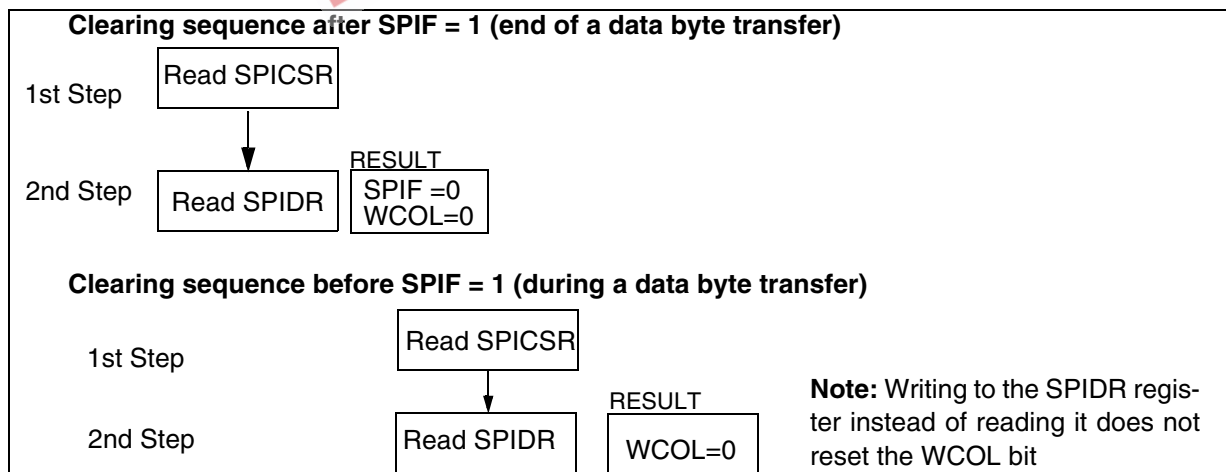 Clearing sequence after SPIF = 1 (end of a data byte transfer)
1st Step
Read SPICSR
2nd Step
Read SPIDR
RESULT
SPIF =0
WCOL=0
Clearing sequence before SPIF = 1 (during a data byte transfer)
1st Step
Read SPICSR
2nd Step
Read SPIDR
RESULT
WCOL=0
Note: Writing to the SPIDR regis-
ter instead of reading it does not
reset the WCOL bit